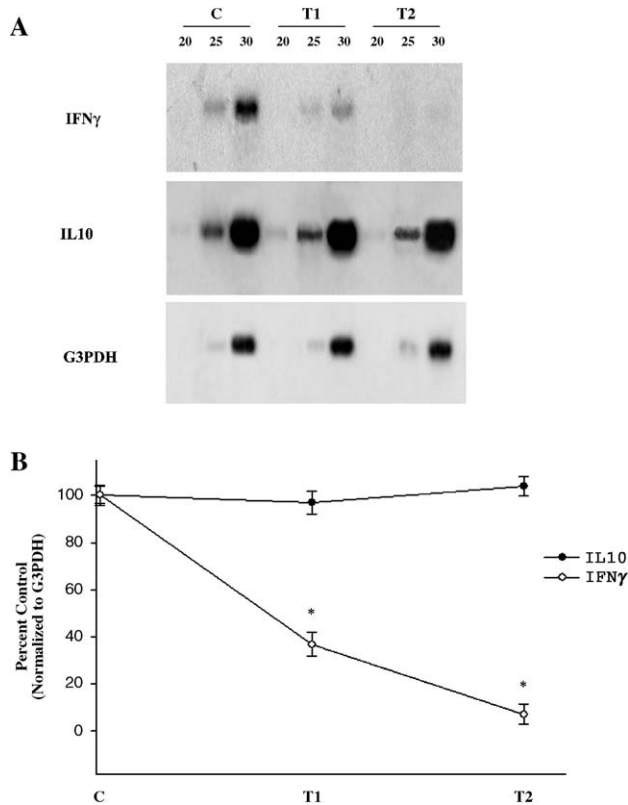 A
C T1 T2
20 25 30 20 25 30 20 25 30
IFNγ
IL10
G3PDH
B
Percent Control
(Normalized to G3PDH)
100
80
60
40
20
0
*
*
IL10
IFNγ
C T1 T2